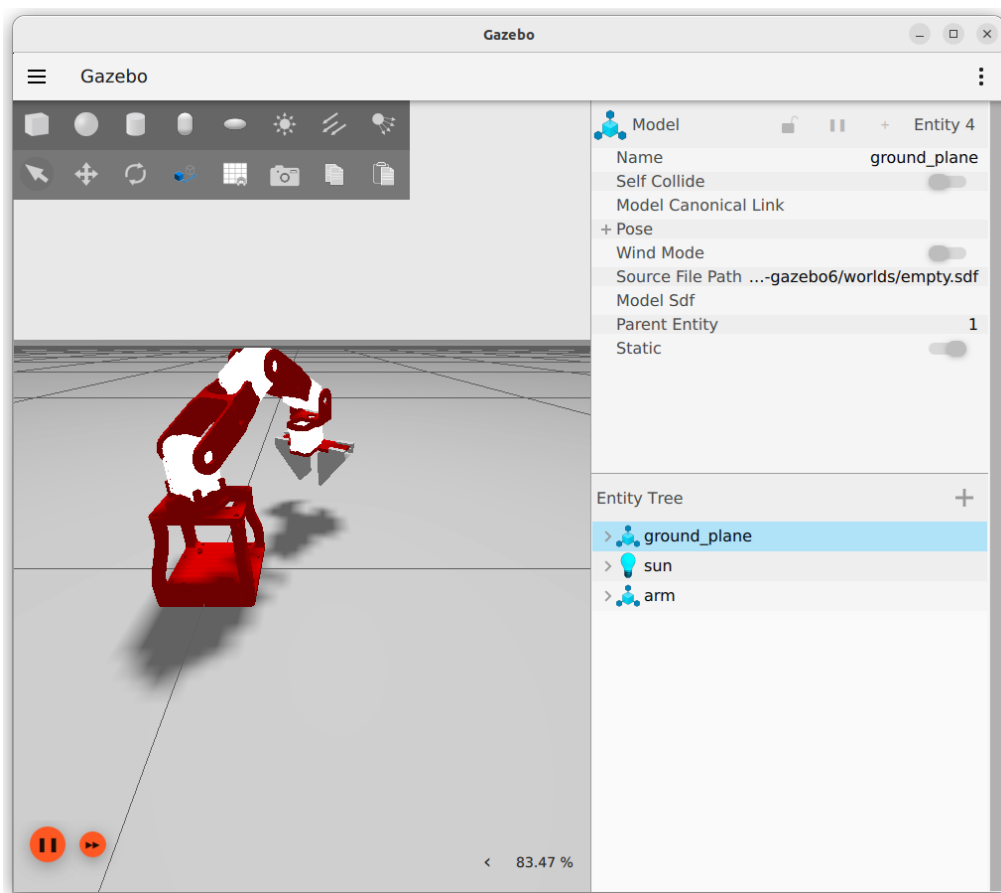 Gazebo
Gazebo
Model Entity 4
Name ground_plane
Self Collide
Model Canonical Link
+ Pose
Wind Mode
Source File Path ...-gazebo6/worlds/empty.sdf
Model Sdf
Parent Entity 1
Static
Entity Tree
ground_plane
sun
arm
83.47 %